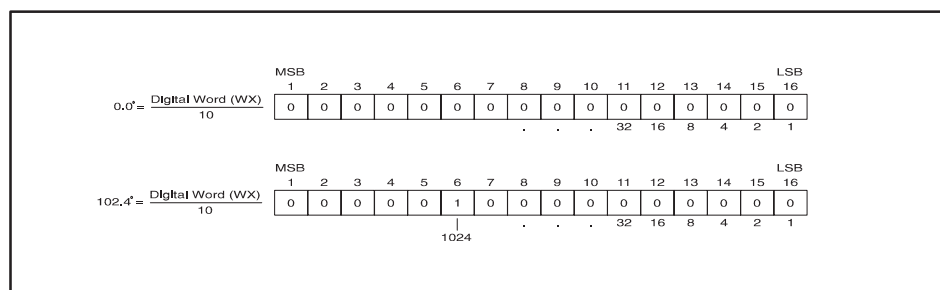 MSB LSB
1 2 3 4 5 6 7 8 9 10 11 12 13 14 15 16
0.0° = Digital Word (WX)
10
0 0 0 0 0 0 0 0 0 0 0 0 0 0 0 0
. . . 32 16 8 4 2 1
MSB LSB
1 2 3 4 5 6 7 8 9 10 11 12 13 14 15 16
102.4° = Digital Word (WX)
10
0 0 0 0 0 1 0 0 0 0 0 0 0 0 0 0
1024
. . . 32 16 8 4 2 1